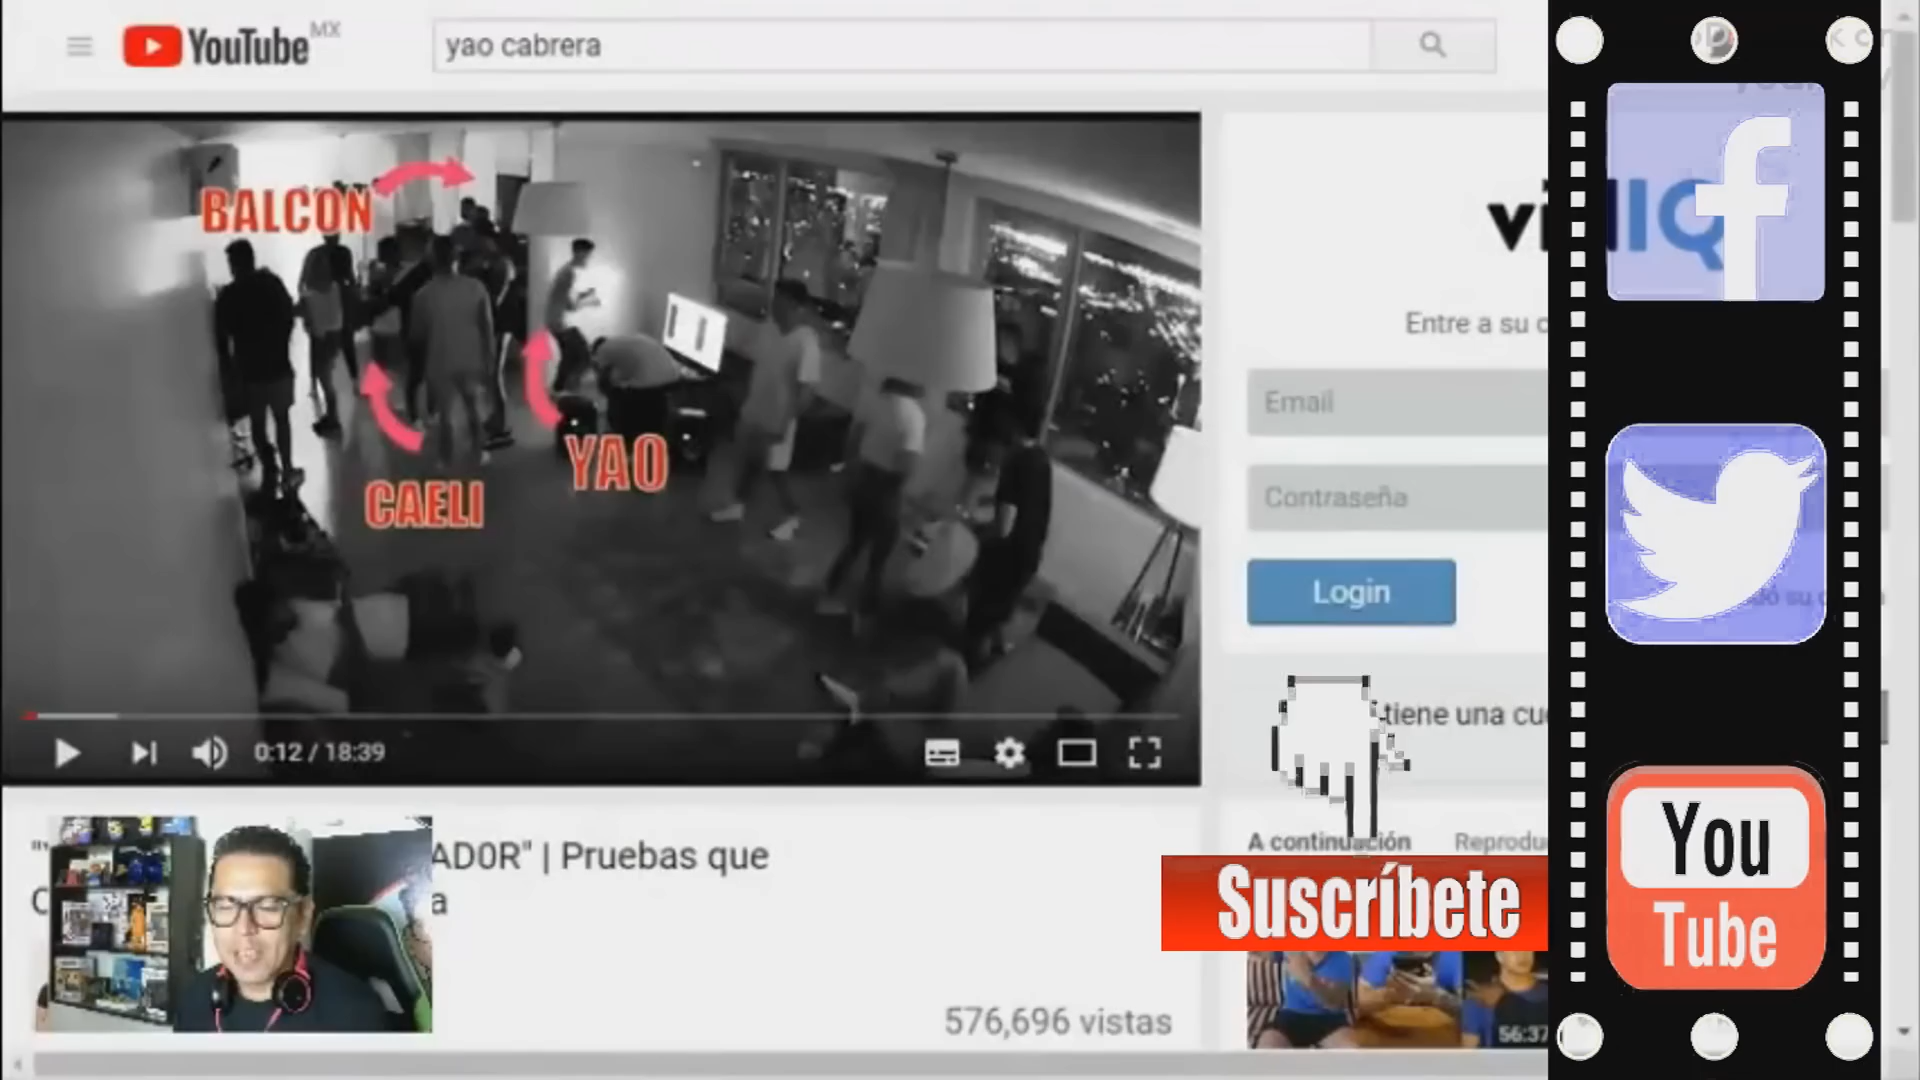 YouTube MX
yao cabrera
BALCON
CAELI
YAO
Entre a su c
Email
Contraseña
Login
tiene una cu
0:12 / 18:39
AD0R" | Pruebas que
a
576,696 vistas
A continuación
Reprodu
Suscríbete
56:37
f
You
Tube